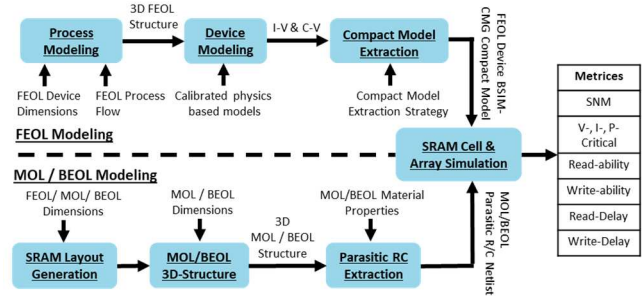 3D FEOL
Structure
Process
Modeling
Device
Modeling
I-V & C-V
Compact Model
Extraction
FEOL Device BSIM-
CMG Compact Model
FEOL Device
Dimensions
FEOL Process
Flow
Calibrated physics
based models
Compact Model
Extraction Strategy
FEOL Modeling
SRAM Cell &
Array Simulation
Metrices
SNM
V-, I-, P-
Critical
Read-ability
Write-ability
Read-Delay
Write-Delay
MOL / BEOL Modeling
FEOL/ MOL/ BEOL
Dimensions
MOL / BEOL
Dimensions
3D
MOL / BEOL
Structure
MOL/BEOL Material
Properties
MOL/BEOL
Parasitic R/C Netlist
SRAM Layout
Generation
MOL/BEOL
3D-Structure
Parasitic RC
Extraction